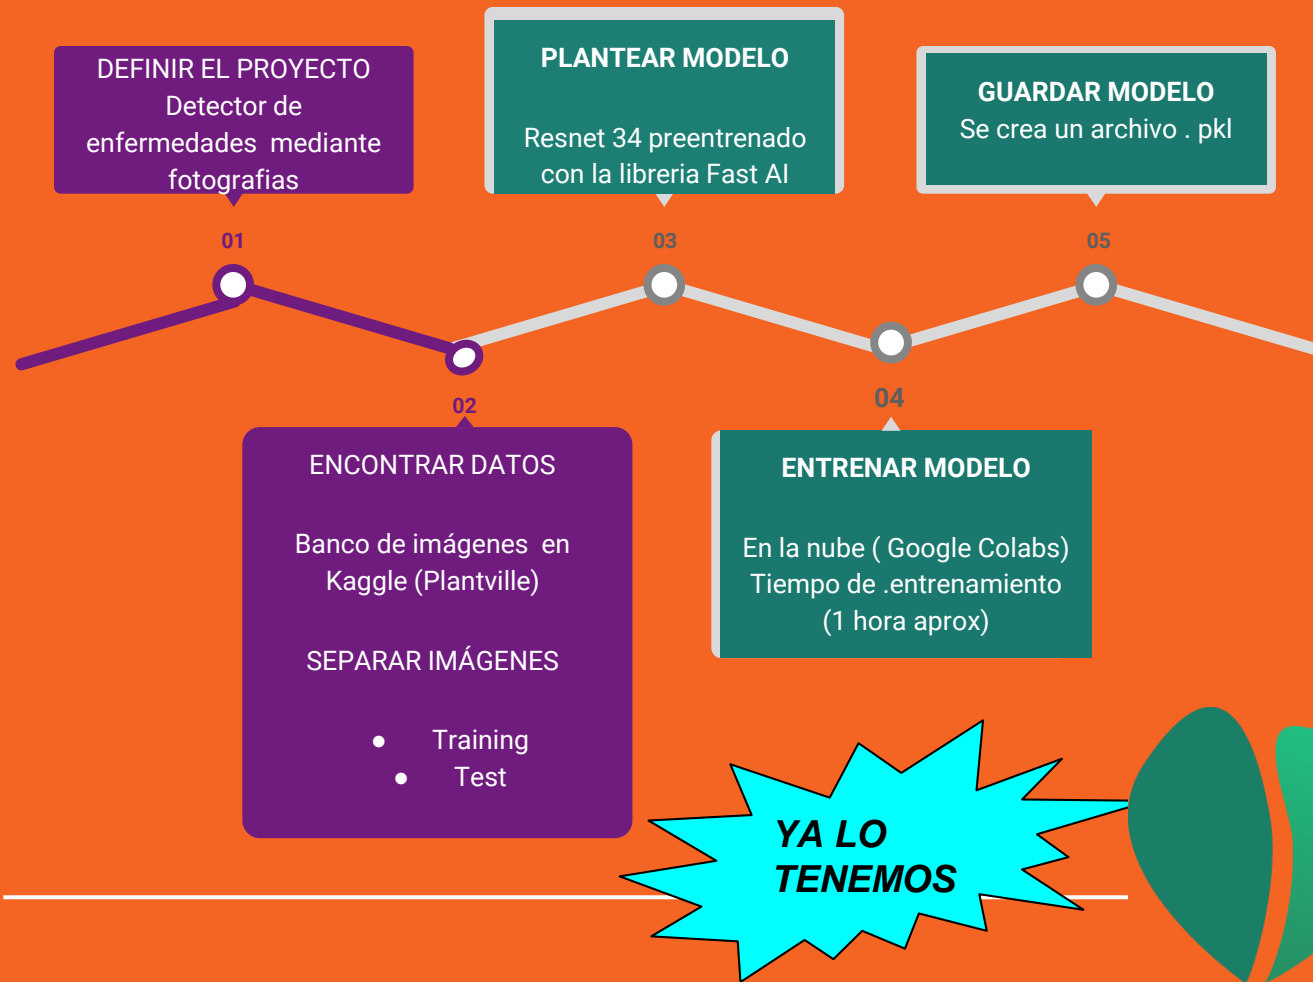 DEFINIR EL PROYECTO
Detector de
enfermedades mediante
fotografias
01
02
ENCONTRAR DATOS
Banco de imágenes en
Kaggle (Plantville)
SEPARAR IMÁGENES
● Training
● Test
PLANTEAR MODELO
Resnet 34 preentrenado
con la libreria Fast AI
03
04
ENTRENAR MODELO
En la nube ( Google Colabs)
Tiempo de .entrenamiento
(1 hora aprox)
GUARDAR MODELO
Se crea un archivo . pkl
05
YA LO
TENEMOS